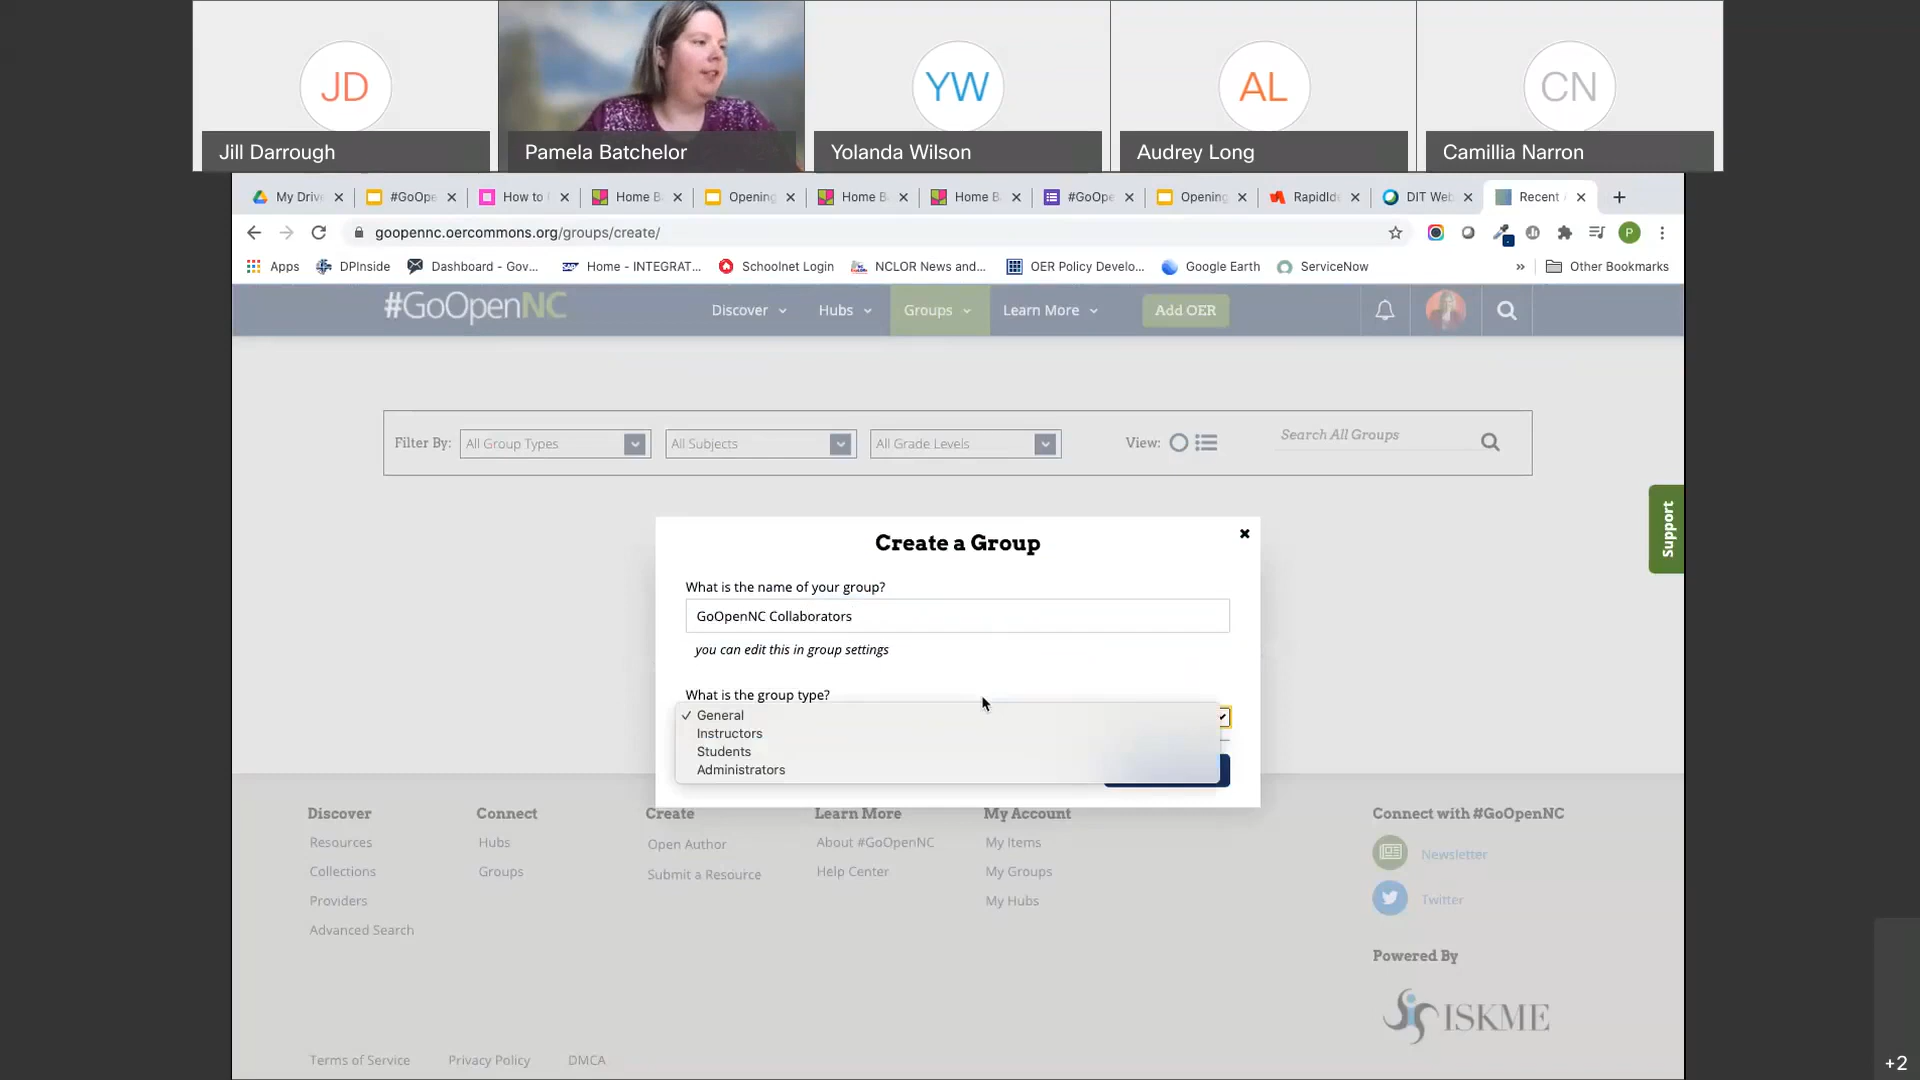 JD
YW
AL
CN
Jill Darrough
Pamela Batchelor
Yolanda Wilson
Audrey Long
Camillia Narron
My Driv
#GoOpe
How to
Home B
Opening
Home B
Home B
#GoOpe
Opening
RapidIde
DIT Web
Recent
goopennc.oercommons.org/groups/create/
P
Apps
DPInside
Dashboard - Gov...
Home - INTEGRAT...
Schoolnet Login
NCLOR News and...
OER Policy Develo...
Google Earth
ServiceNow
»
Other Bookmarks
#GoOpenNC
Discover
Hubs
Groups
Learn More
Add OER
Filter By:
All Group Types
All Subjects
All Grade Levels
View:
Search All Groups
Support
Create a Group
What is the name of your group?
GoOpenNC Collaborators
you can edit this in group settings
What is the group type?
✓ General
Instructors
Students
Administrators
Discover
Resources
Collections
Providers
Advanced Search
Connect
Hubs
Groups
Create
Open Author
Submit a Resource
Learn More
About #GoOpenNC
Help Center
My Account
My Items
My Groups
My Hubs
Connect with #GoOpenNC
Newsletter
Twitter
Powered By
ISKME
Terms of Service
Privacy Policy
DMCA
+2